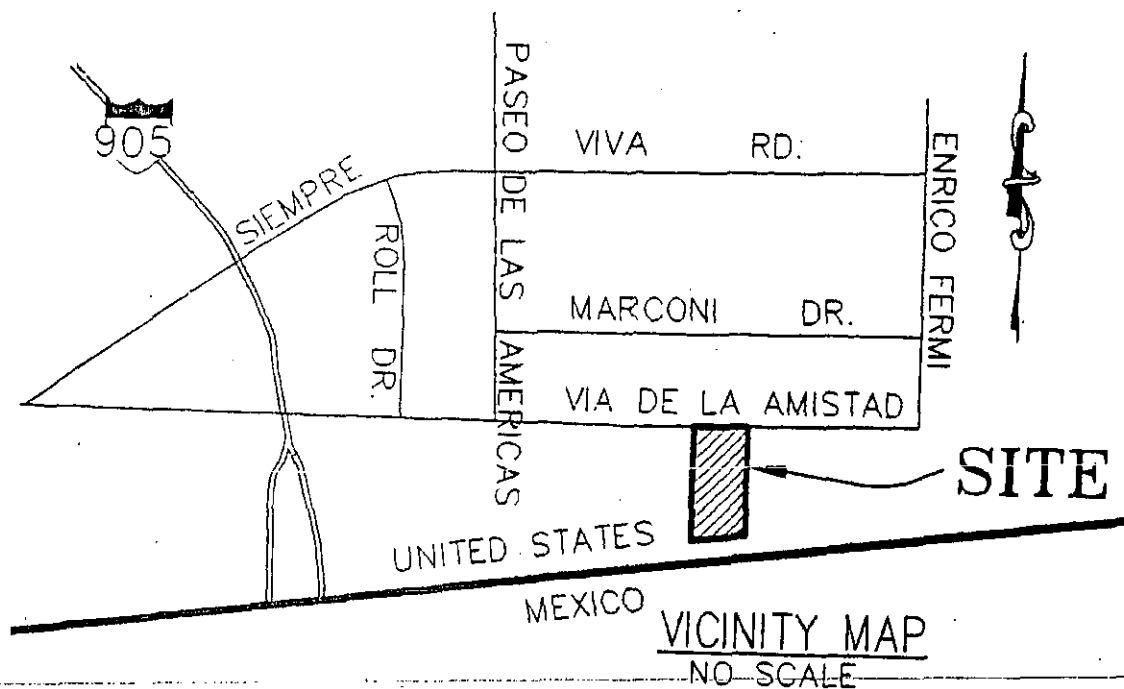 905
SIEMPRE
VIVA RD.
PASEO DE LAS AMERICAS
ROLL DR.
ENRICO FERMI
MARCONI DR.
VIA DE LA AMISTAD
SITE
UNITED STATES
MEXICO
VICINITY MAP
NO SCALE